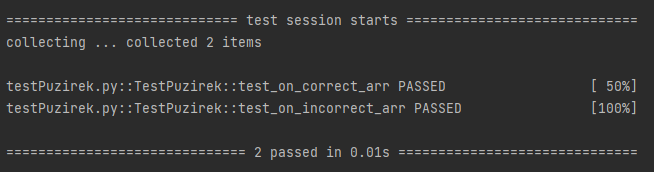 ============================= test session starts =============================
collecting ... collected 2 items
testPuzirek.py::TestPuzirek::test_on_correct_arr PASSED [ 50%]
testPuzirek.py::TestPuzirek::test_on_incorrect_arr PASSED [100%]
============================== 2 passed in 0.01s ==============================